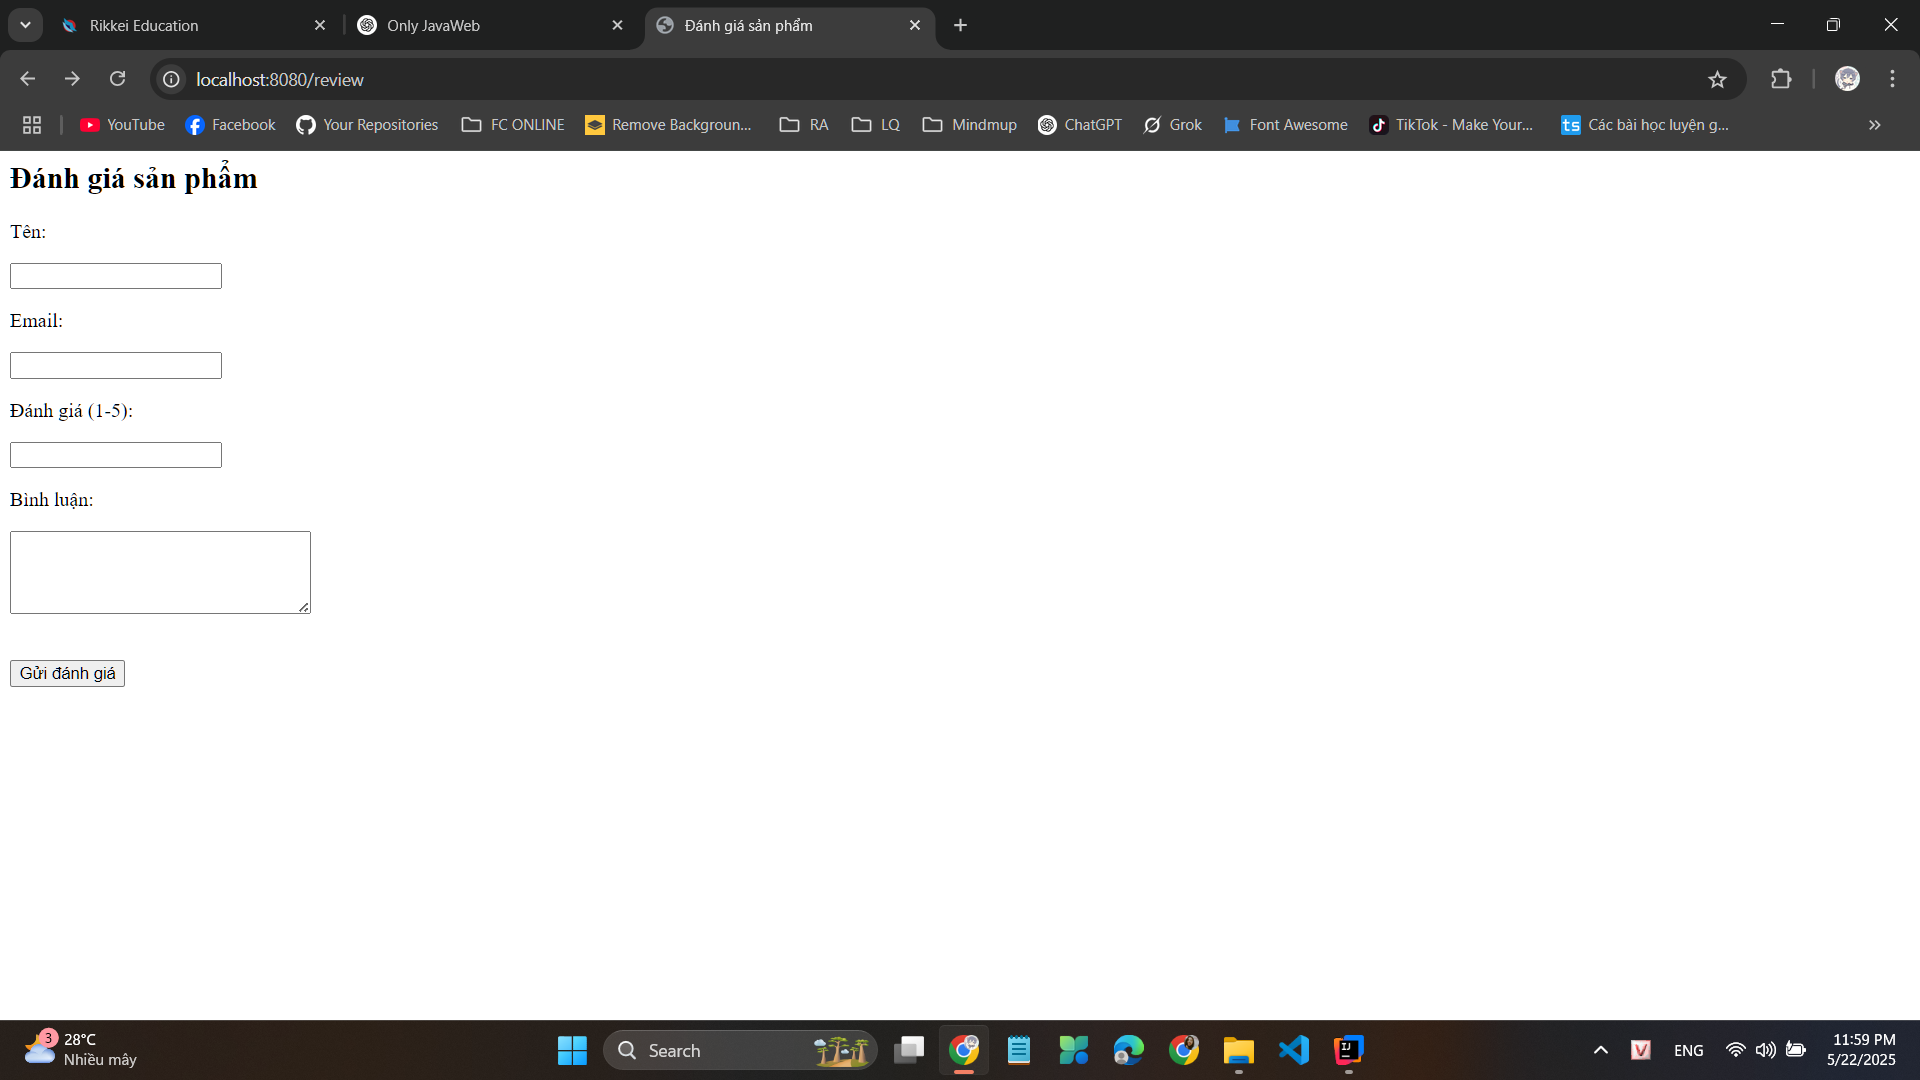 Rikkei Education
Only JavaWeb
Đánh giá sản phẩm
localhost:8080/review
YouTube
Facebook
Your Repositories
FC ONLINE
Remove Backgroun...
RA
LQ
Mindmup
ChatGPT
Grok
Font Awesome
TikTok - Make Your...
ts
Các bài học luyện g...
Đánh giá sản phẩm
Tên:
Email:
Đánh giá (1-5):
Bình luận:
Gửi đánh giá
3
28°C
Nhiều mây
Search
IJ
V
ENG
11:59 PM
5/22/2025